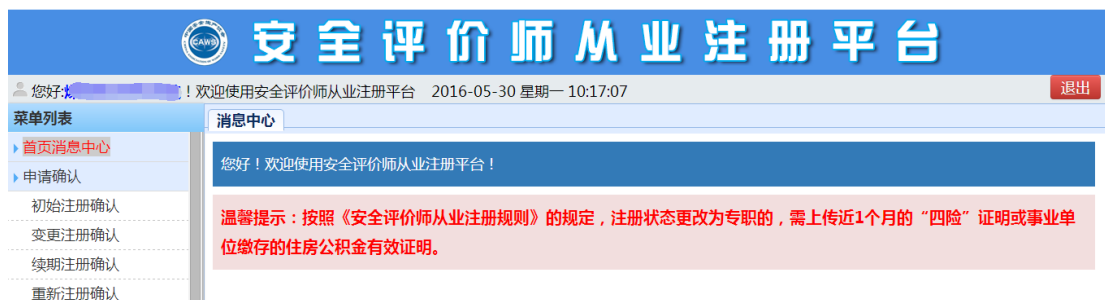 CAWS
安全评价师从业注册平台
您好:
！欢迎使用安全评价师从业注册平台 2016-05-30 星期一 10:17:07
退出
菜单列表
消息中心
首页消息中心
申请确认
初始注册确认
变更注册确认
续期注册确认
重新注册确认
您好！欢迎使用安全评价师从业注册平台！
温馨提示：按照《安全评价师从业注册规则》的规定，注册状态更改为专职的，需上传近1个月的“四险”证明或事业单
位缴存的住房公积金有效证明。